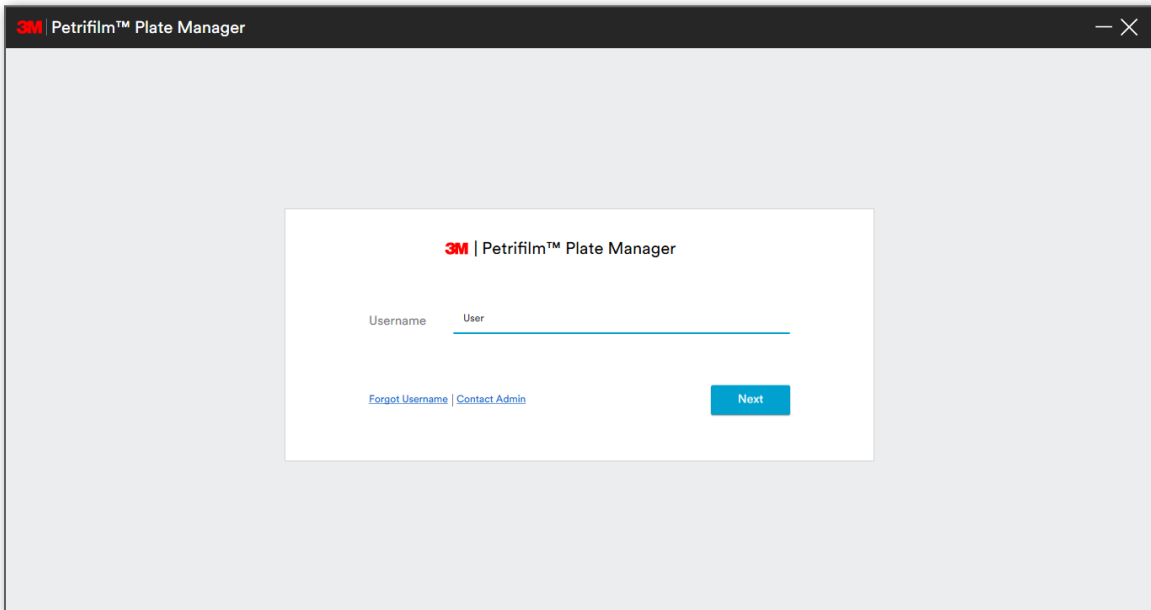 3M | Petrifilm™ Plate Manager
3M | Petrifilm™ Plate Manager
Username User
Forgot Username | Contact Admin Next